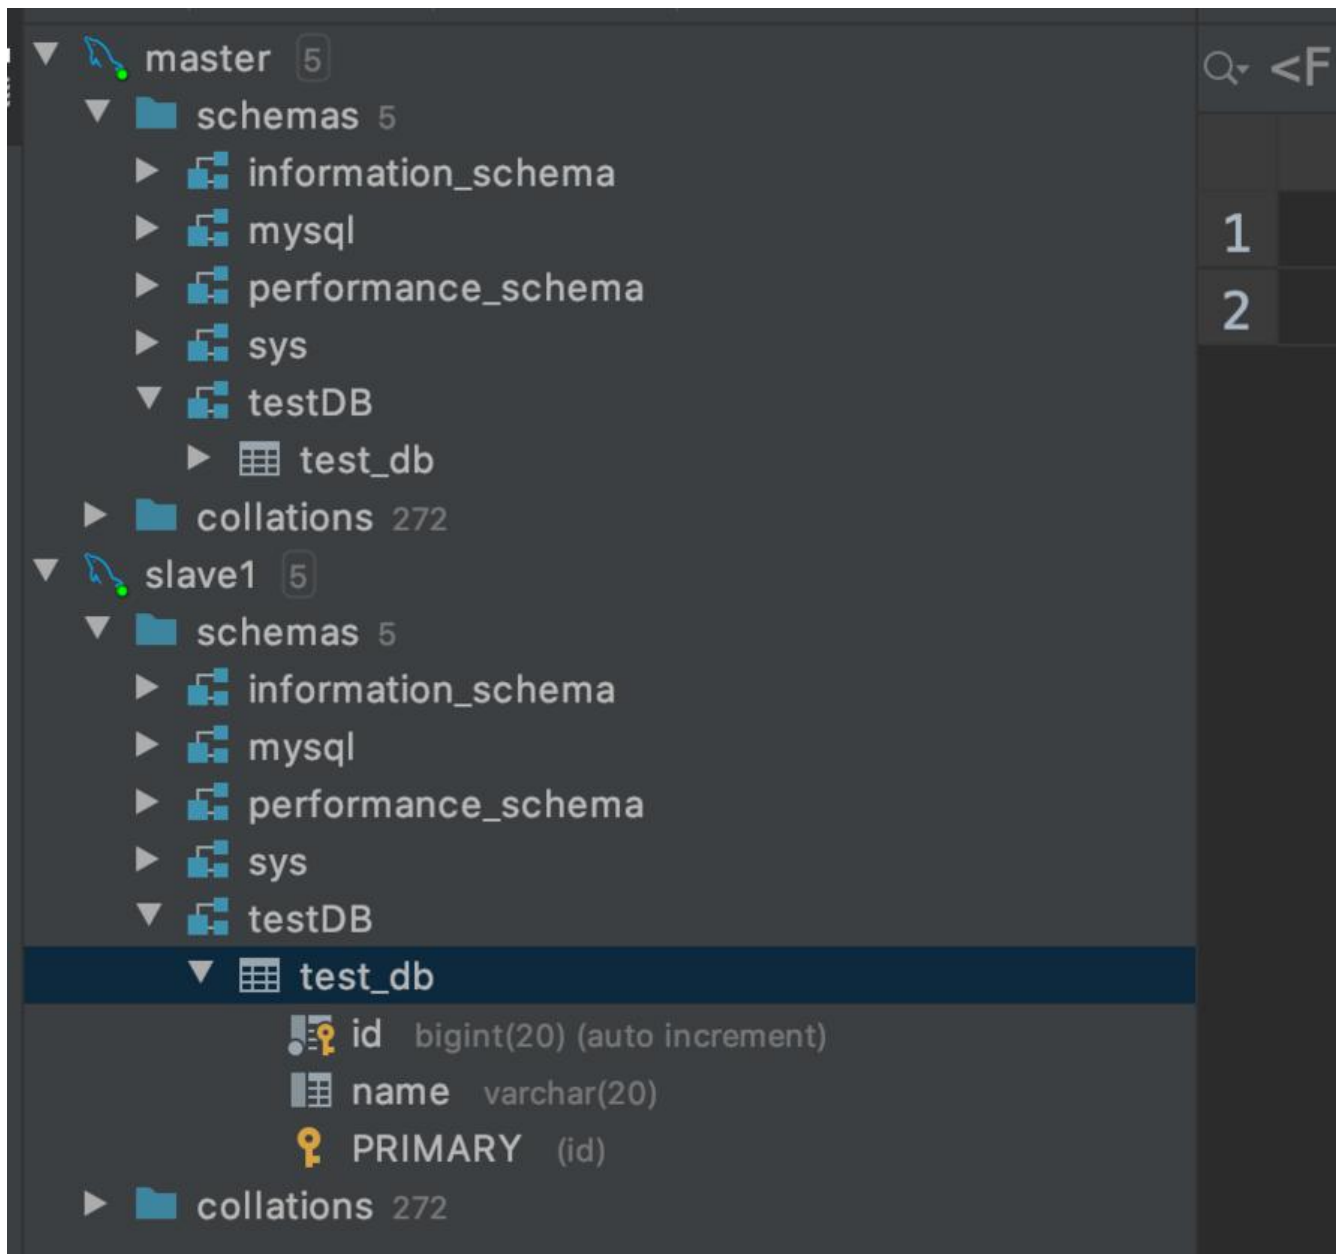 master 5
<F
schemas 5
information_schema
mysql
1
performance_schema
2
sys
testDB
test_db
collations 272
slave1 5
schemas 5
information_schema
mysql
performance_schema
sys
testDB
test_db
id bigint(20) (auto increment)
name varchar(20)
PRIMARY (id)
collations 272